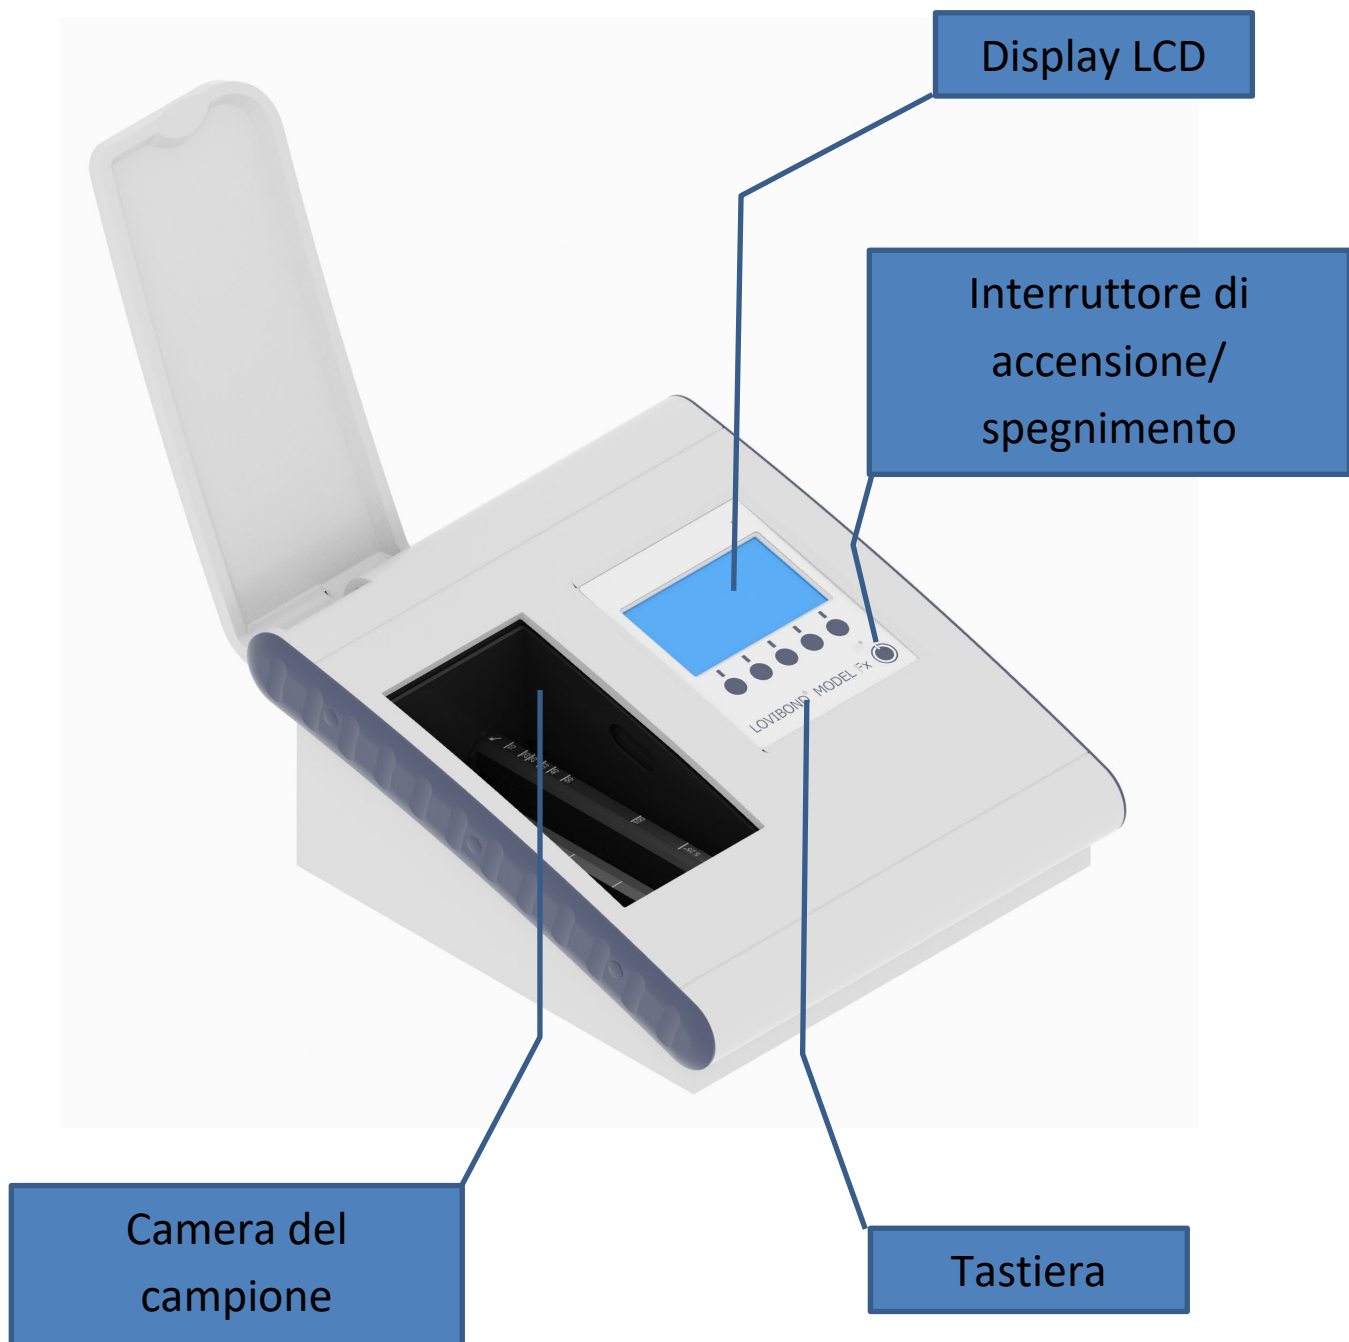 Display LCD
Interruttore di
accensione/
spegnimento
LOVIBOND® MODEL Fx
Camera del
campione
Tastiera